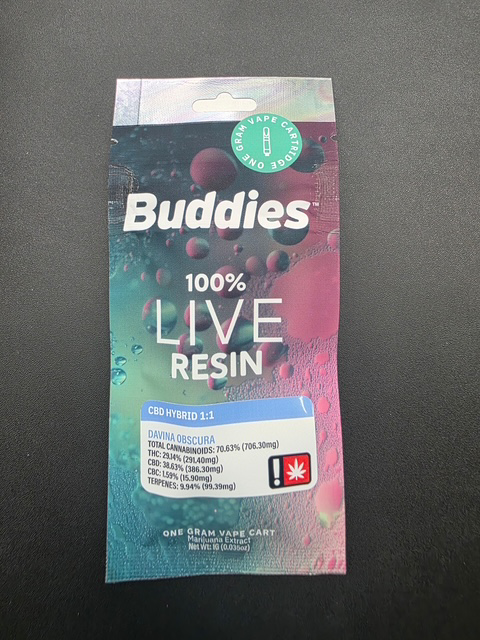 ONE GRAM VAPE CARTRIDGE
Buddies™
100%
LIVE
RESIN
CBD HYBRID 1:1
DAVINA OBSCURA
TOTAL CANNABINOIDS: 70.63% (706.30mg)
THC: 29.14% (291.40mg)
CBD: 38.63% (386.30mg)
CBC: 1.59% (15.90mg)
TERPENES: 9.94% (99.39mg)
ONE GRAM VAPE CART
Marijuana Extract
Net Wt: 1G (0.035oz)